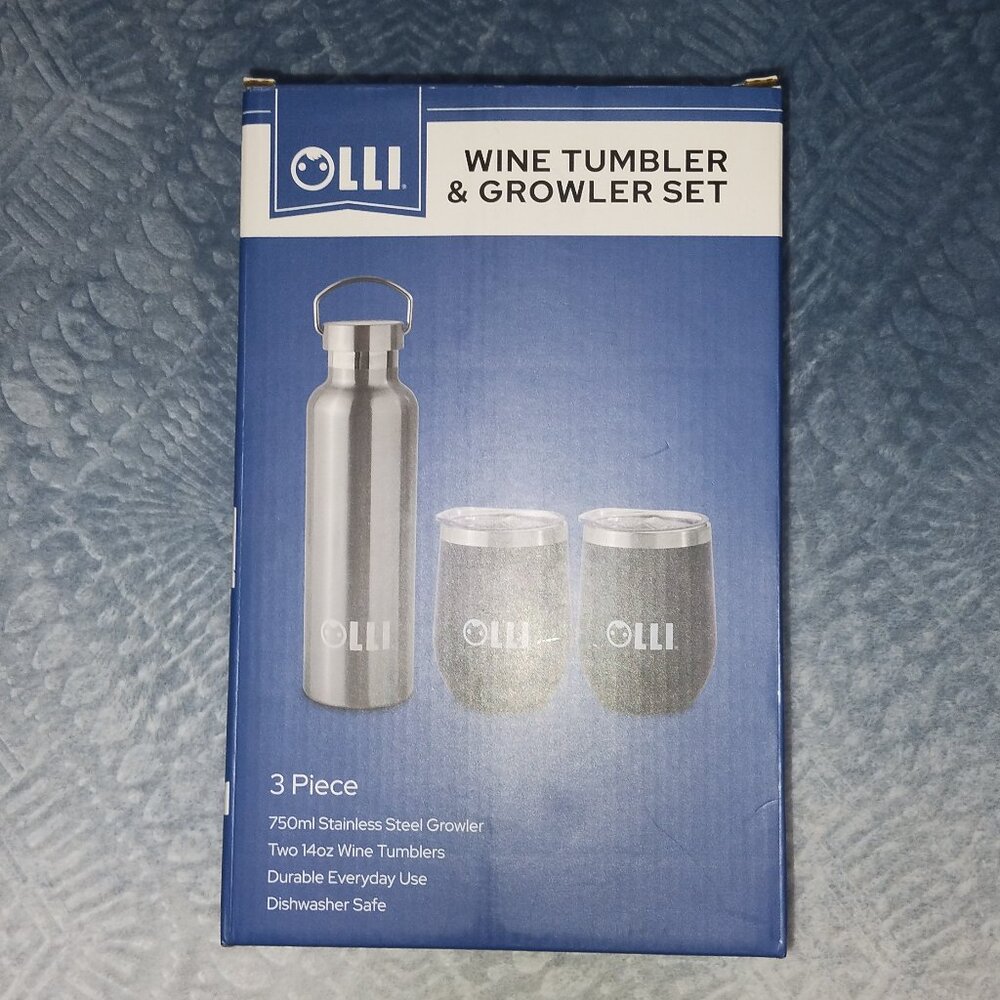 OLLI
WINE TUMBLER
& GROWLER SET
OLLI
OLLI
OLLI
3 Piece
750ml Stainless Steel Growler
Two 14oz Wine Tumblers
Durable Everyday Use
Dishwasher Safe